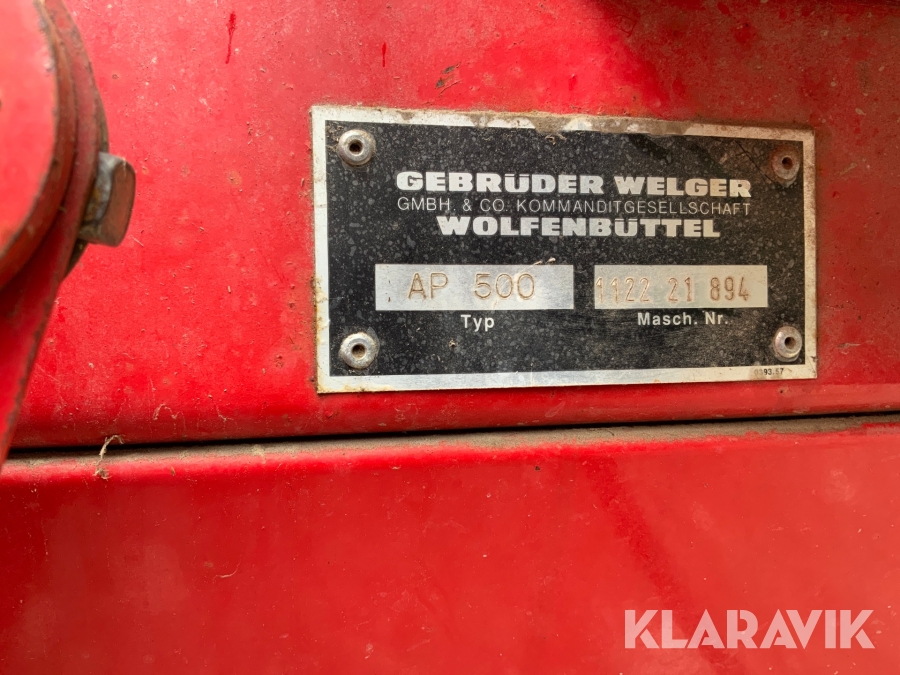 GEBRÜDER WELGER
GMBH. & CO. KOMMANDITGESELLSCHAFT
WOLFENBÜTTEL
AP 500
1122 21 894
Typ
Masch. Nr.
KLARAVIK